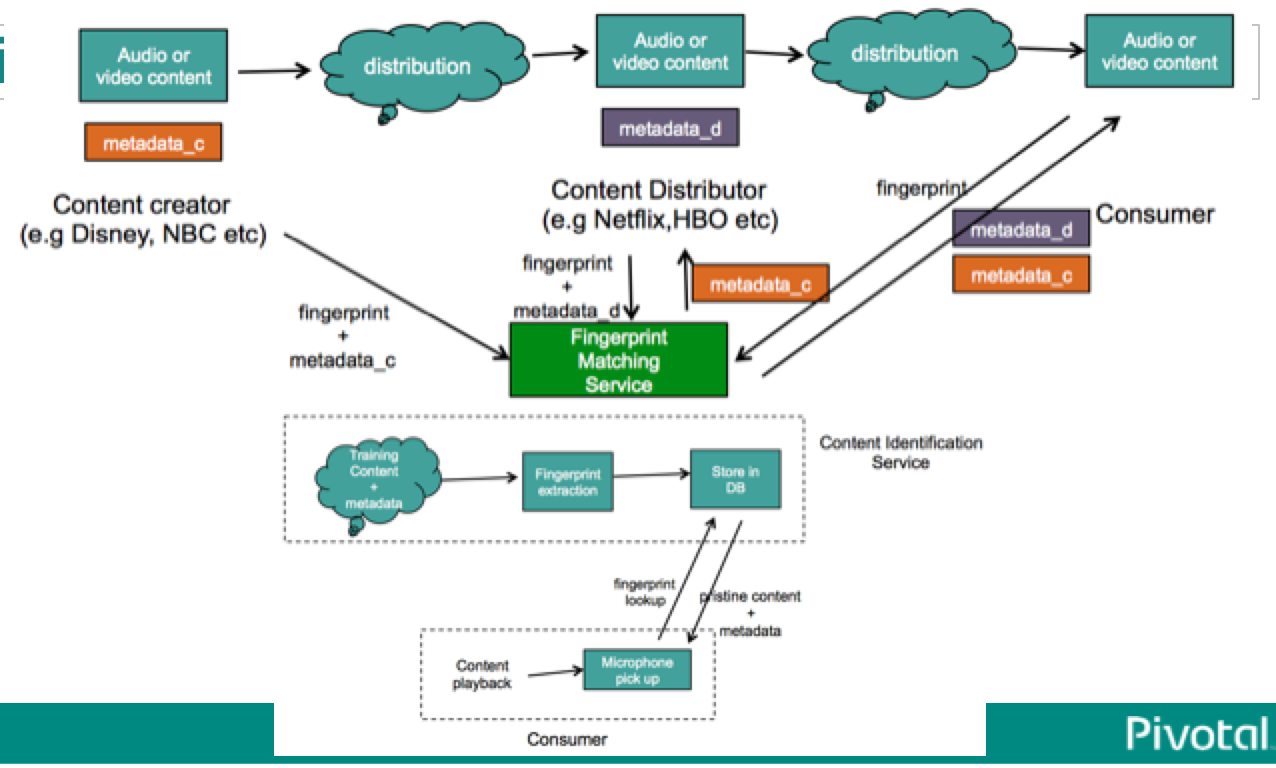 Audio or
video content
distribution
Audio or
video content
distribution
Audio or
video content
metadata_c
metadata_d
Content creator
(e.g Disney, NBC etc)
Content Distributor
(e.g Netflix,HBO etc)
fingerprint
metadata_d
metadata_c
Consumer
fingerprint
+
metadata_d
metadata_c
fingerprint
+
metadata_c
Fingerprint
Matching
Service
Training
Content
+
metadata
Fingerprint
extraction
Store in
DB
Content Identification
Service
fingerprint
lookup
pristine content
+
metadata
Content
playback
Microphone
pick up
Consumer
Pivotal